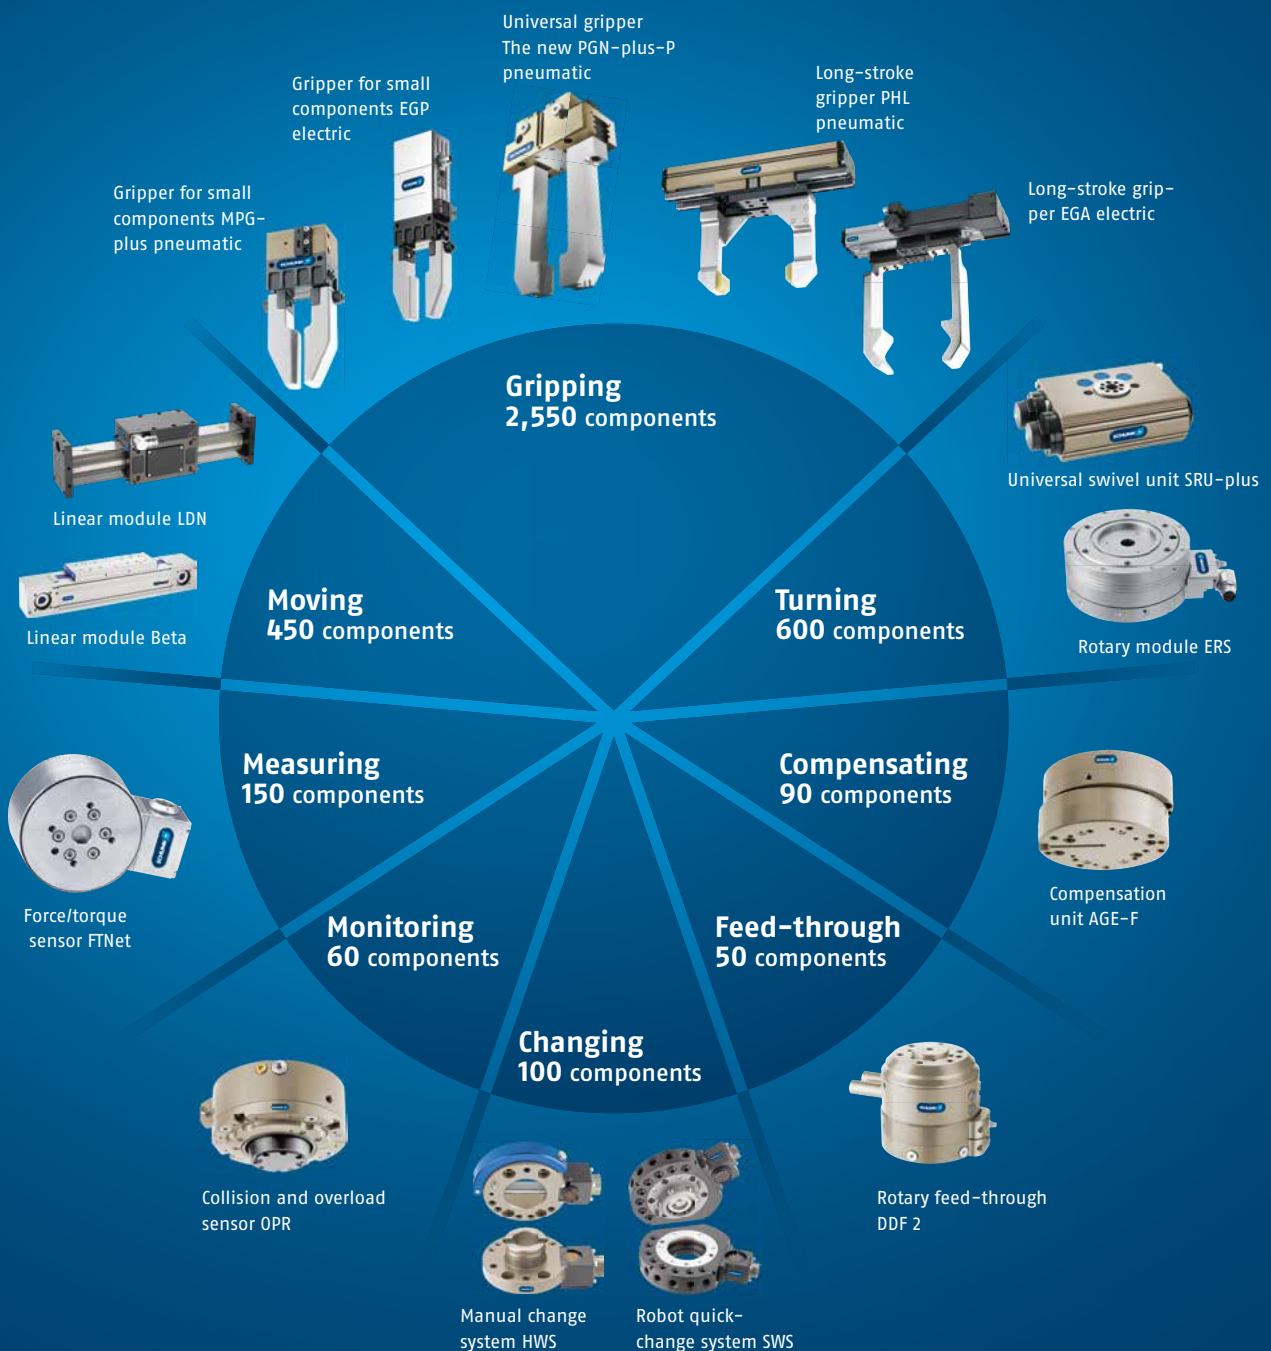 Universal gripper
The new PGN-plus-P
pneumatic
Long-stroke
gripper PHL
pneumatic
Gripper for small
components EGP
electric
Gripper for small
components MPG-
plus pneumatic
Long-stroke grip-
per EGA electric
Gripping
2,550 components
Universal swivel unit SRU-plus
Linear module LDN
Moving
450 components
Turning
600 components
Linear module Beta
Rotary module ERS
Measuring
150 components
Compensating
90 components
Force/torque
sensor FTNet
Compensation
unit AGE-F
Monitoring
60 components
Feed-through
50 components
Changing
100 components
Collision and overload
sensor OPR
Rotary feed-through
DDF 2
Manual change
system HWS
Robot quick-
change system SWS
SCHUNK
SCHUNK
SCHUNK
SCHUNK
SCHUNK